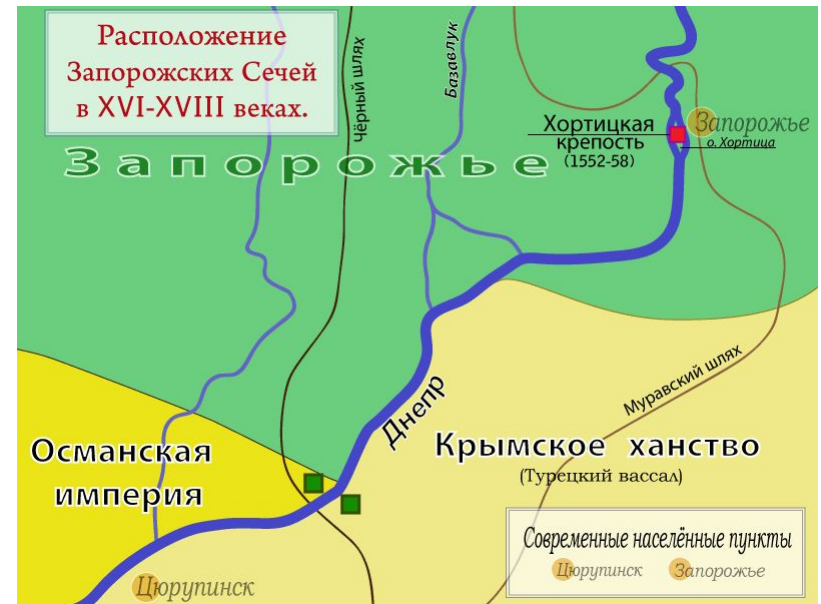 Расположение
Запорожских Сечей
в XVI-XVIII веках.
Чёрный шлях
Базавлук
Запорожье
Хортицкая
крепость
(1552-58)
Запорожье
о. Хортица
Муравский шлях
Днепр
Османская
империя
Крымское ханство
(Турецкий вассал)
Цюрупинск
Современные населённые пункты
Цюрупинск Запорожье